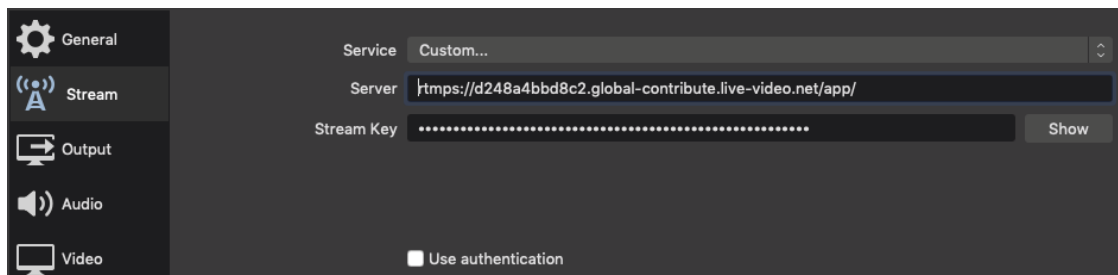 General
Stream
Output
Audio
Video
Service Custom...
Server rtmps://d248a4bbd8c2.global-contribute.live-video.net/app/
Stream Key •••••••••••••••••••••••••••••••••••••••••••••••••••••••• Show
Use authentication